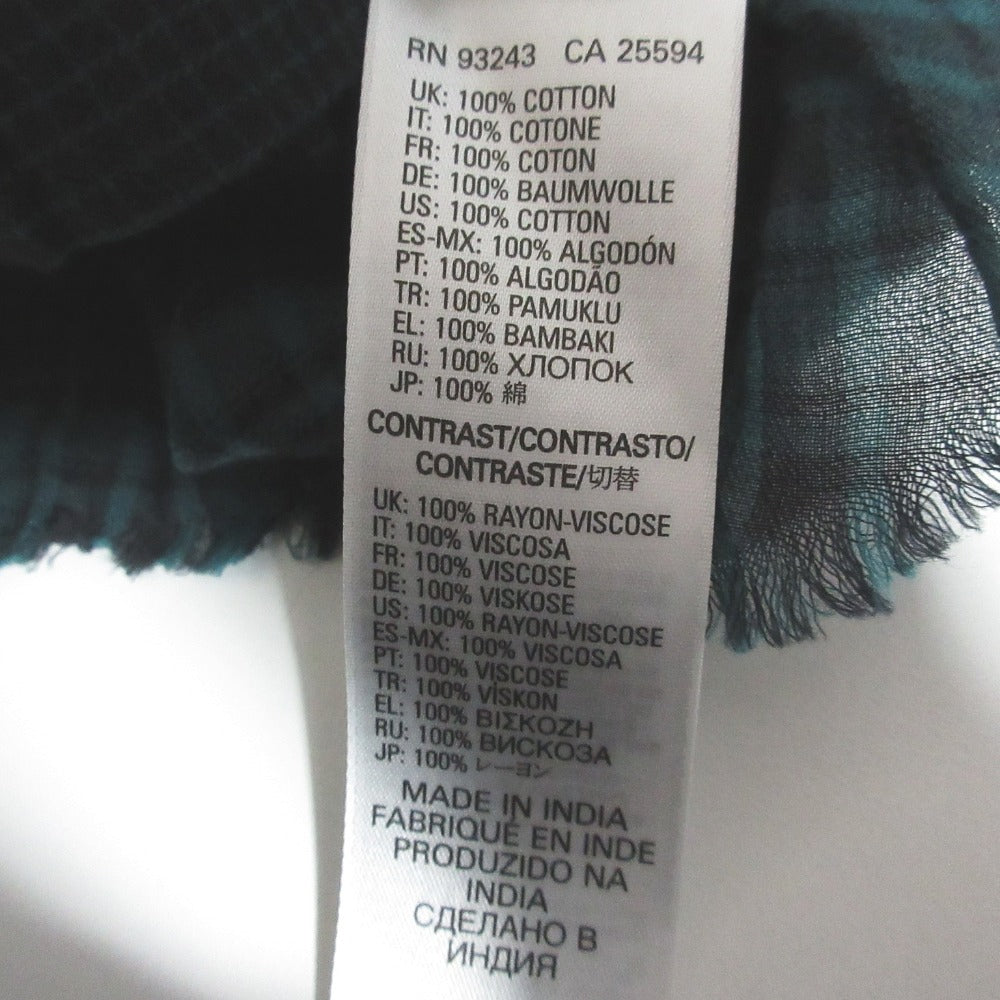 RN 93243 CA 25594
UK: 100% COTTON
IT: 100% COTONE
FR: 100% COTON
DE: 100% BAUMWOLLE
US: 100% COTTON
ES-MX: 100% ALGODÓN
PT: 100% ALGODÃO
TR: 100% PAMUKLU
EL: 100% BAMBAKI
RU: 100% ХЛОПОК
JP: 100% 綿
CONTRAST/CONTRASTO/
CONTRASTE/切替
UK: 100% RAYON-VISCOSE
IT: 100% VISCOSA
FR: 100% VISCOSE
DE: 100% VISKOSE
US: 100% RAYON-VISCOSE
ES-MX: 100% VISCOSA
PT: 100% VISCOSE
TR: 100% VİSKON
EL: 100% ΒΙΣΚΟΖΗ
RU: 100% ВИСКОЗА
JP: 100% レーヨン
MADE IN INDIA
FABRIQUÉ EN INDE
PRODUZIDO NA
INDIA
СДЕЛАНО В
ИНДИЯ